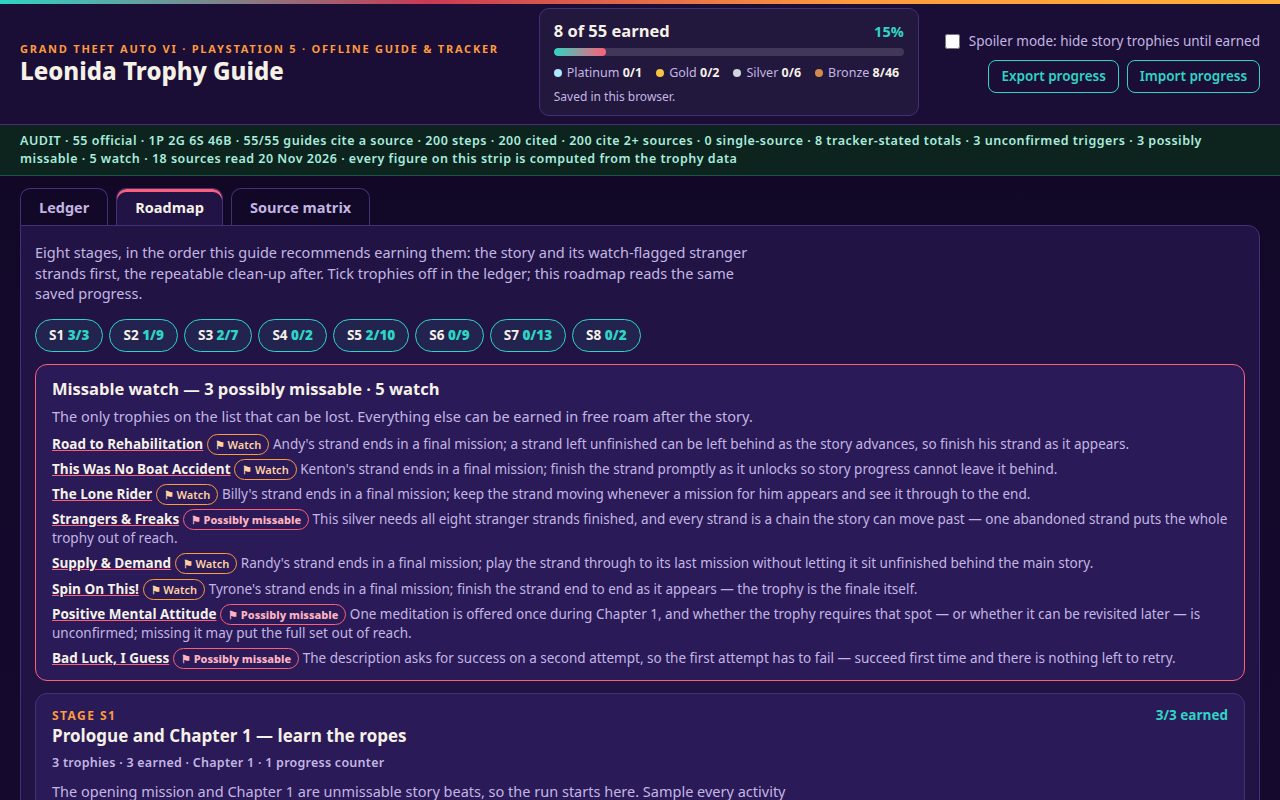 GRAND THEFT AUTO VI · PLAYSTATION 5 · OFFLINE GUIDE & TRACKER
Leonida Trophy Guide
8 of 55 earned 15%
Platinum 0/1 Gold 0/2 Silver 0/6 Bronze 8/46
Saved in this browser.
Spoiler mode: hide story trophies until earned
Export progress Import progress
AUDIT · 55 official · 1P 2G 6S 46B · 55/55 guides cite a source · 200 steps · 200 cited · 200 cite 2+ sources · 0 single-source · 8 tracker-stated totals · 3 unconfirmed triggers · 3 possibly
missable · 5 watch · 18 sources read 20 Nov 2026 · every figure on this strip is computed from the trophy data
Ledger Roadmap Source matrix
Eight stages, in the order this guide recommends earning them: the story and its watch-flagged stranger
strands first, the repeatable clean-up after. Tick trophies off in the ledger; this roadmap reads the same
saved progress.
S1 3/3 S2 1/9 S3 2/7 S4 0/2 S5 2/10 S6 0/9 S7 0/13 S8 0/2
Missable watch — 3 possibly missable · 5 watch
The only trophies on the list that can be lost. Everything else can be earned in free roam after the story.
Road to Rehabilitation ⚑ Watch Andy's strand ends in a final mission; a strand left unfinished can be left behind as the story advances, so finish his strand as it appears.
This Was No Boat Accident ⚑ Watch Kenton's strand ends in a final mission; finish the strand promptly as it unlocks so story progress cannot leave it behind.
The Lone Rider ⚑ Watch Billy's strand ends in a final mission; keep the strand moving whenever a mission for him appears and see it through to the end.
Strangers & Freaks ⚑ Possibly missable This silver needs all eight stranger strands finished, and every strand is a chain the story can move past — one abandoned strand puts the whole
trophy out of reach.
Supply & Demand ⚑ Watch Randy's strand ends in a final mission; play the strand through to its last mission without letting it sit unfinished behind the main story.
Spin On This! ⚑ Watch Tyrone's strand ends in a final mission; finish the strand end to end as it appears — the trophy is the finale itself.
Positive Mental Attitude ⚑ Possibly missable One meditation is offered once during Chapter 1, and whether the trophy requires that spot — or whether it can be revisited later — is
unconfirmed; missing it may put the full set out of reach.
Bad Luck, I Guess ⚑ Possibly missable The description asks for success on a second attempt, so the first attempt has to fail — succeed first time and there is nothing left to retry.
STAGE S1 3/3 earned
Prologue and Chapter 1 — learn the ropes
3 trophies · 3 earned · Chapter 1 · 1 progress counter
The opening mission and Chapter 1 are unmissable story beats, so the run starts here. Sample every activity